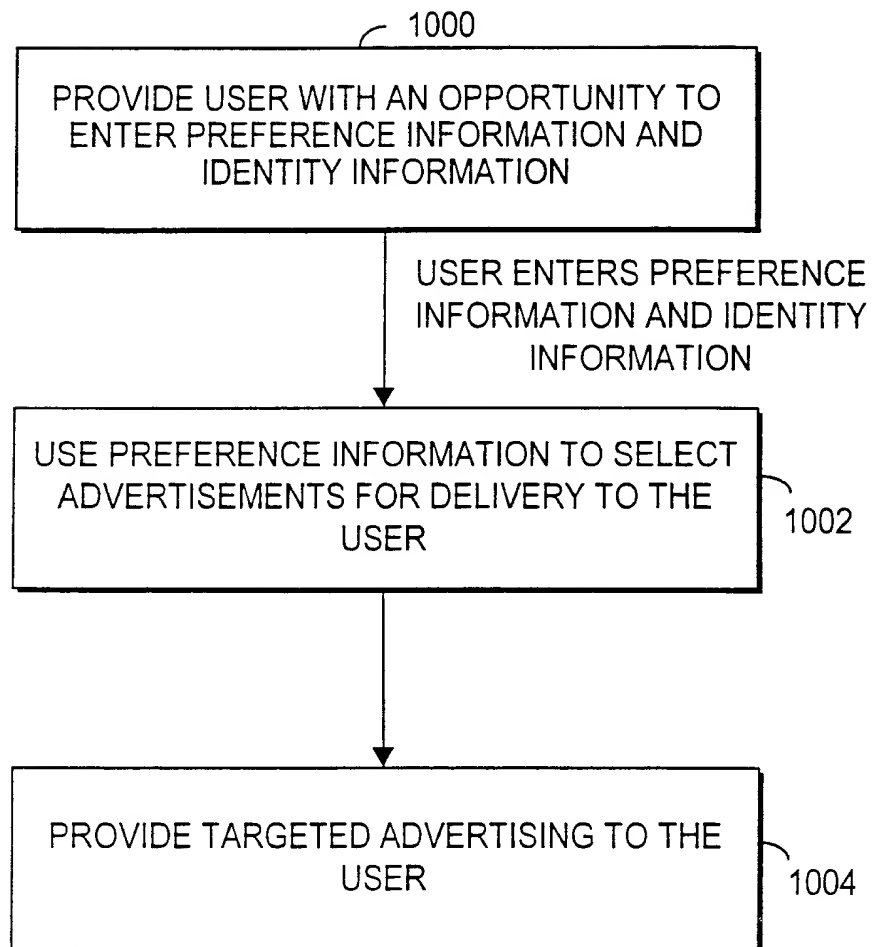 1000
PROVIDE USER WITH AN OPPORTUNITY TO
ENTER PREFERENCE INFORMATION AND
IDENTITY INFORMATION
USER ENTERS PREFERENCE
INFORMATION AND IDENTITY
INFORMATION
USE PREFERENCE INFORMATION TO SELECT
ADVERTISEMENTS FOR DELIVERY TO THE
USER
1002
PROVIDE TARGETED ADVERTISING TO THE
USER
1004